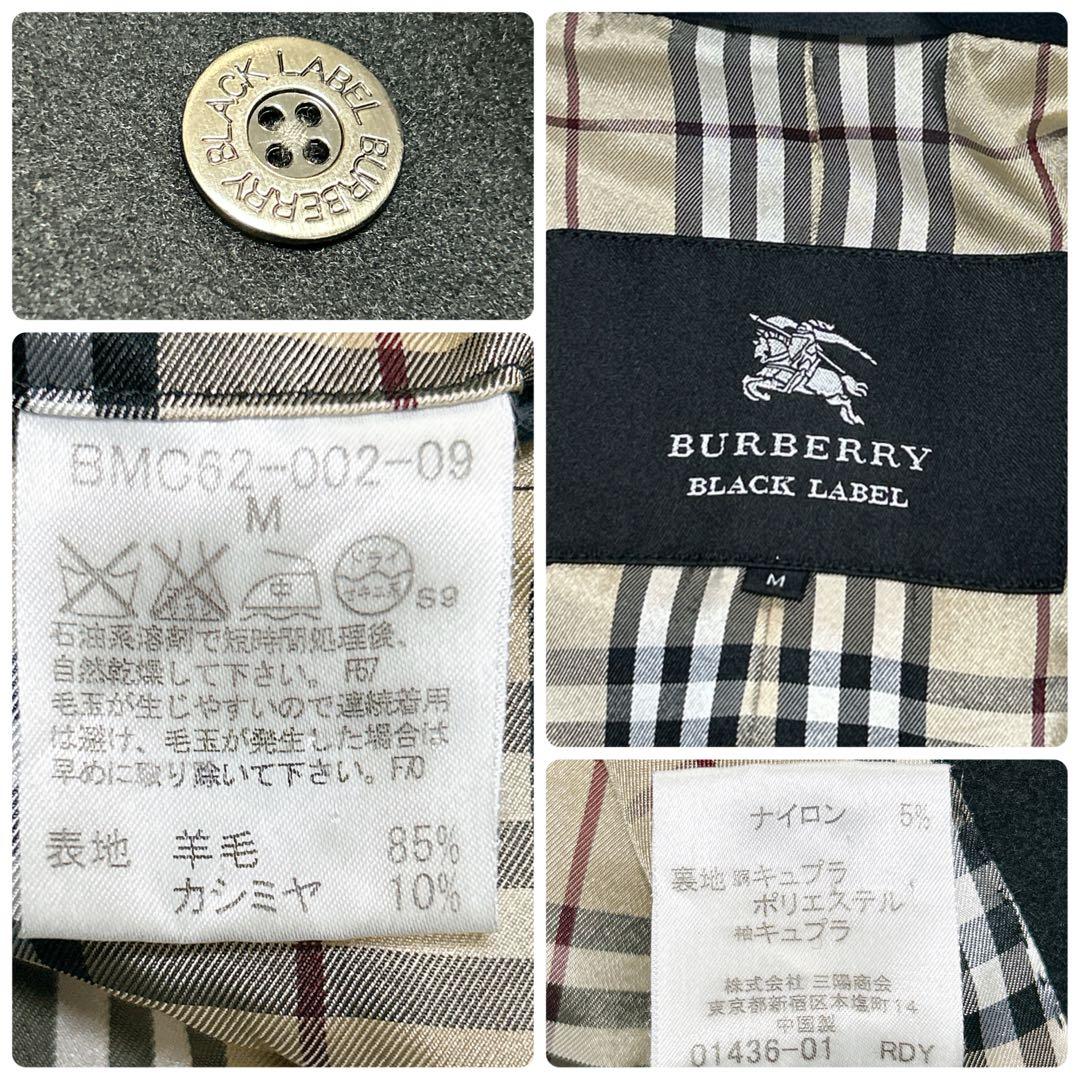 BLACK LABEL BURBERRY
BURBERRY
BLACK LABEL
M
BMC62-002-09
M
中
ドライ
セキユ系
S9
石油系溶剤で短時間処理後、
自然乾燥して下さい。F57
毛玉が生じやすいので連続着用
は避け、毛玉が発生した場合は
早めに取り除いて下さい。F70
表地 羊毛 85%
カシミヤ 10%
ナイロン 5%
裏地 胴キュプラ
ポリエステル
袖キュプラ
株式会社 三陽商会
東京都新宿区本塩町14
中国製
01436-01 RDY